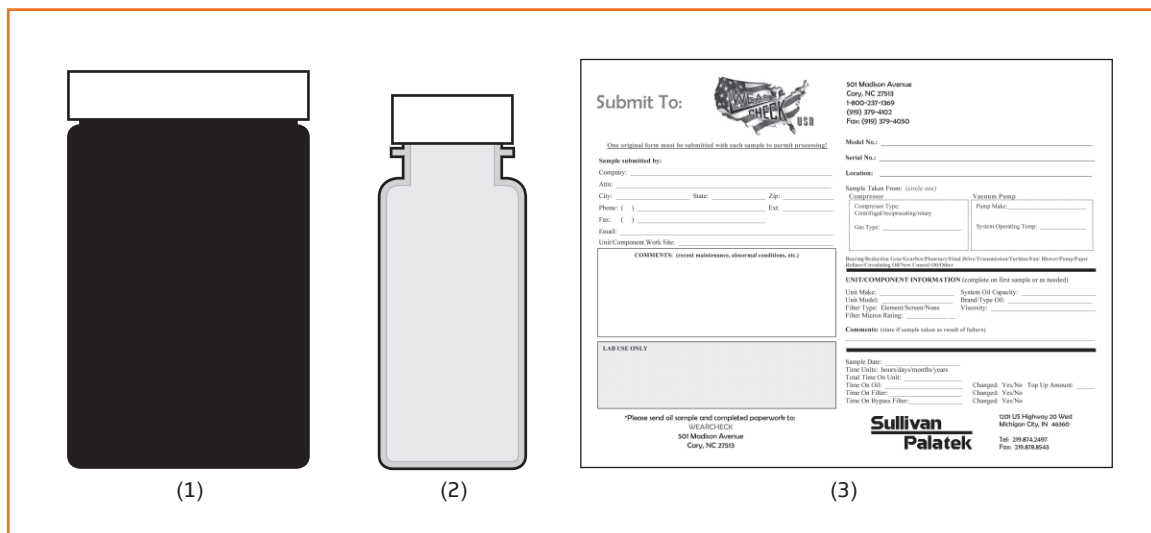 Submit To:
WEARCHECK USA
501 Madison Avenue
Cary, NC 27513
1-800-237-1369
(919) 379-4102
Fax: (919) 379-4050
One original form must be submitted with each sample to permit processing!
Sample submitted by:
Company:
Attn:
City: State: Zip:
Phone: ( ) Ext:
Fax: ( )
Email:
Unit/Component Work Site:
COMMENTS: (recent maintenance, abnormal conditions, etc.)
LAB USE ONLY
*Please send oil sample and completed paperwork to:
WEARCHECK
501 Madison Avenue
Cary, NC 27513
Model No.:
Serial No.:
Location:
Sample Taken From: (circle one)
Compressor Vacuum Pump
Compressor Type: Pump Make:
Centrifugal/reciprocating/rotary
Gas Type: System Operating Temp:
Bearing/Reduction Gear/Gearbox/Planetary/Final Drive/Transmission/Turbine/Fan/ Blower/Pump/Paper
Refiner/Circulating Oil/New Unused Oil/Other
UNIT/COMPONENT INFORMATION (complete on first sample or as needed)
Unit Make: System Oil Capacity:
Unit Model: Brand/Type Oil:
Filter Type: Element/Screen/None Viscosity:
Filter Micron Rating:
Comments: (state if sample taken as result of failure)
Sample Date:
Time Units: hours/days/months/years
Total Time On Unit:
Time On Oil: Changed: Yes/No Top Up Amount:
Time On Filter: Changed: Yes/No
Time On Bypass Filter: Changed: Yes/No
Sullivan
Palatek
1201 US Highway 20 West
Michigan City, IN 46360
Tel: 219.874.2497
Fax: 219.878.8543
(1) (2) (3)